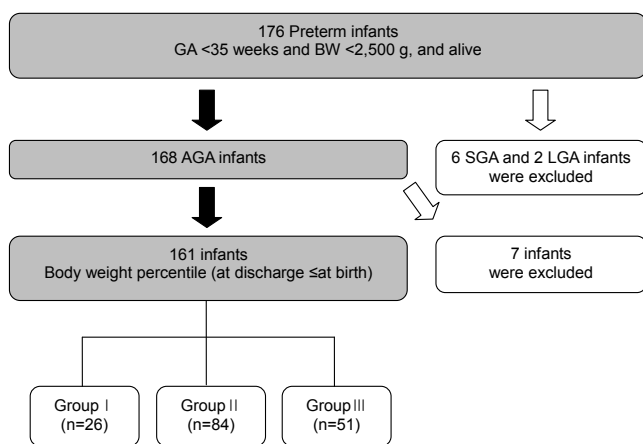 176 Preterm infants
GA <35 weeks and BW <2,500 g, and alive
168 AGA infants
6 SGA and 2 LGA infants
were excluded
161 infants
Body weight percentile (at discharge ≤at birth)
7 infants
were excluded
Group Ⅰ
(n=26)
Group Ⅱ
(n=84)
Group Ⅲ
(n=51)